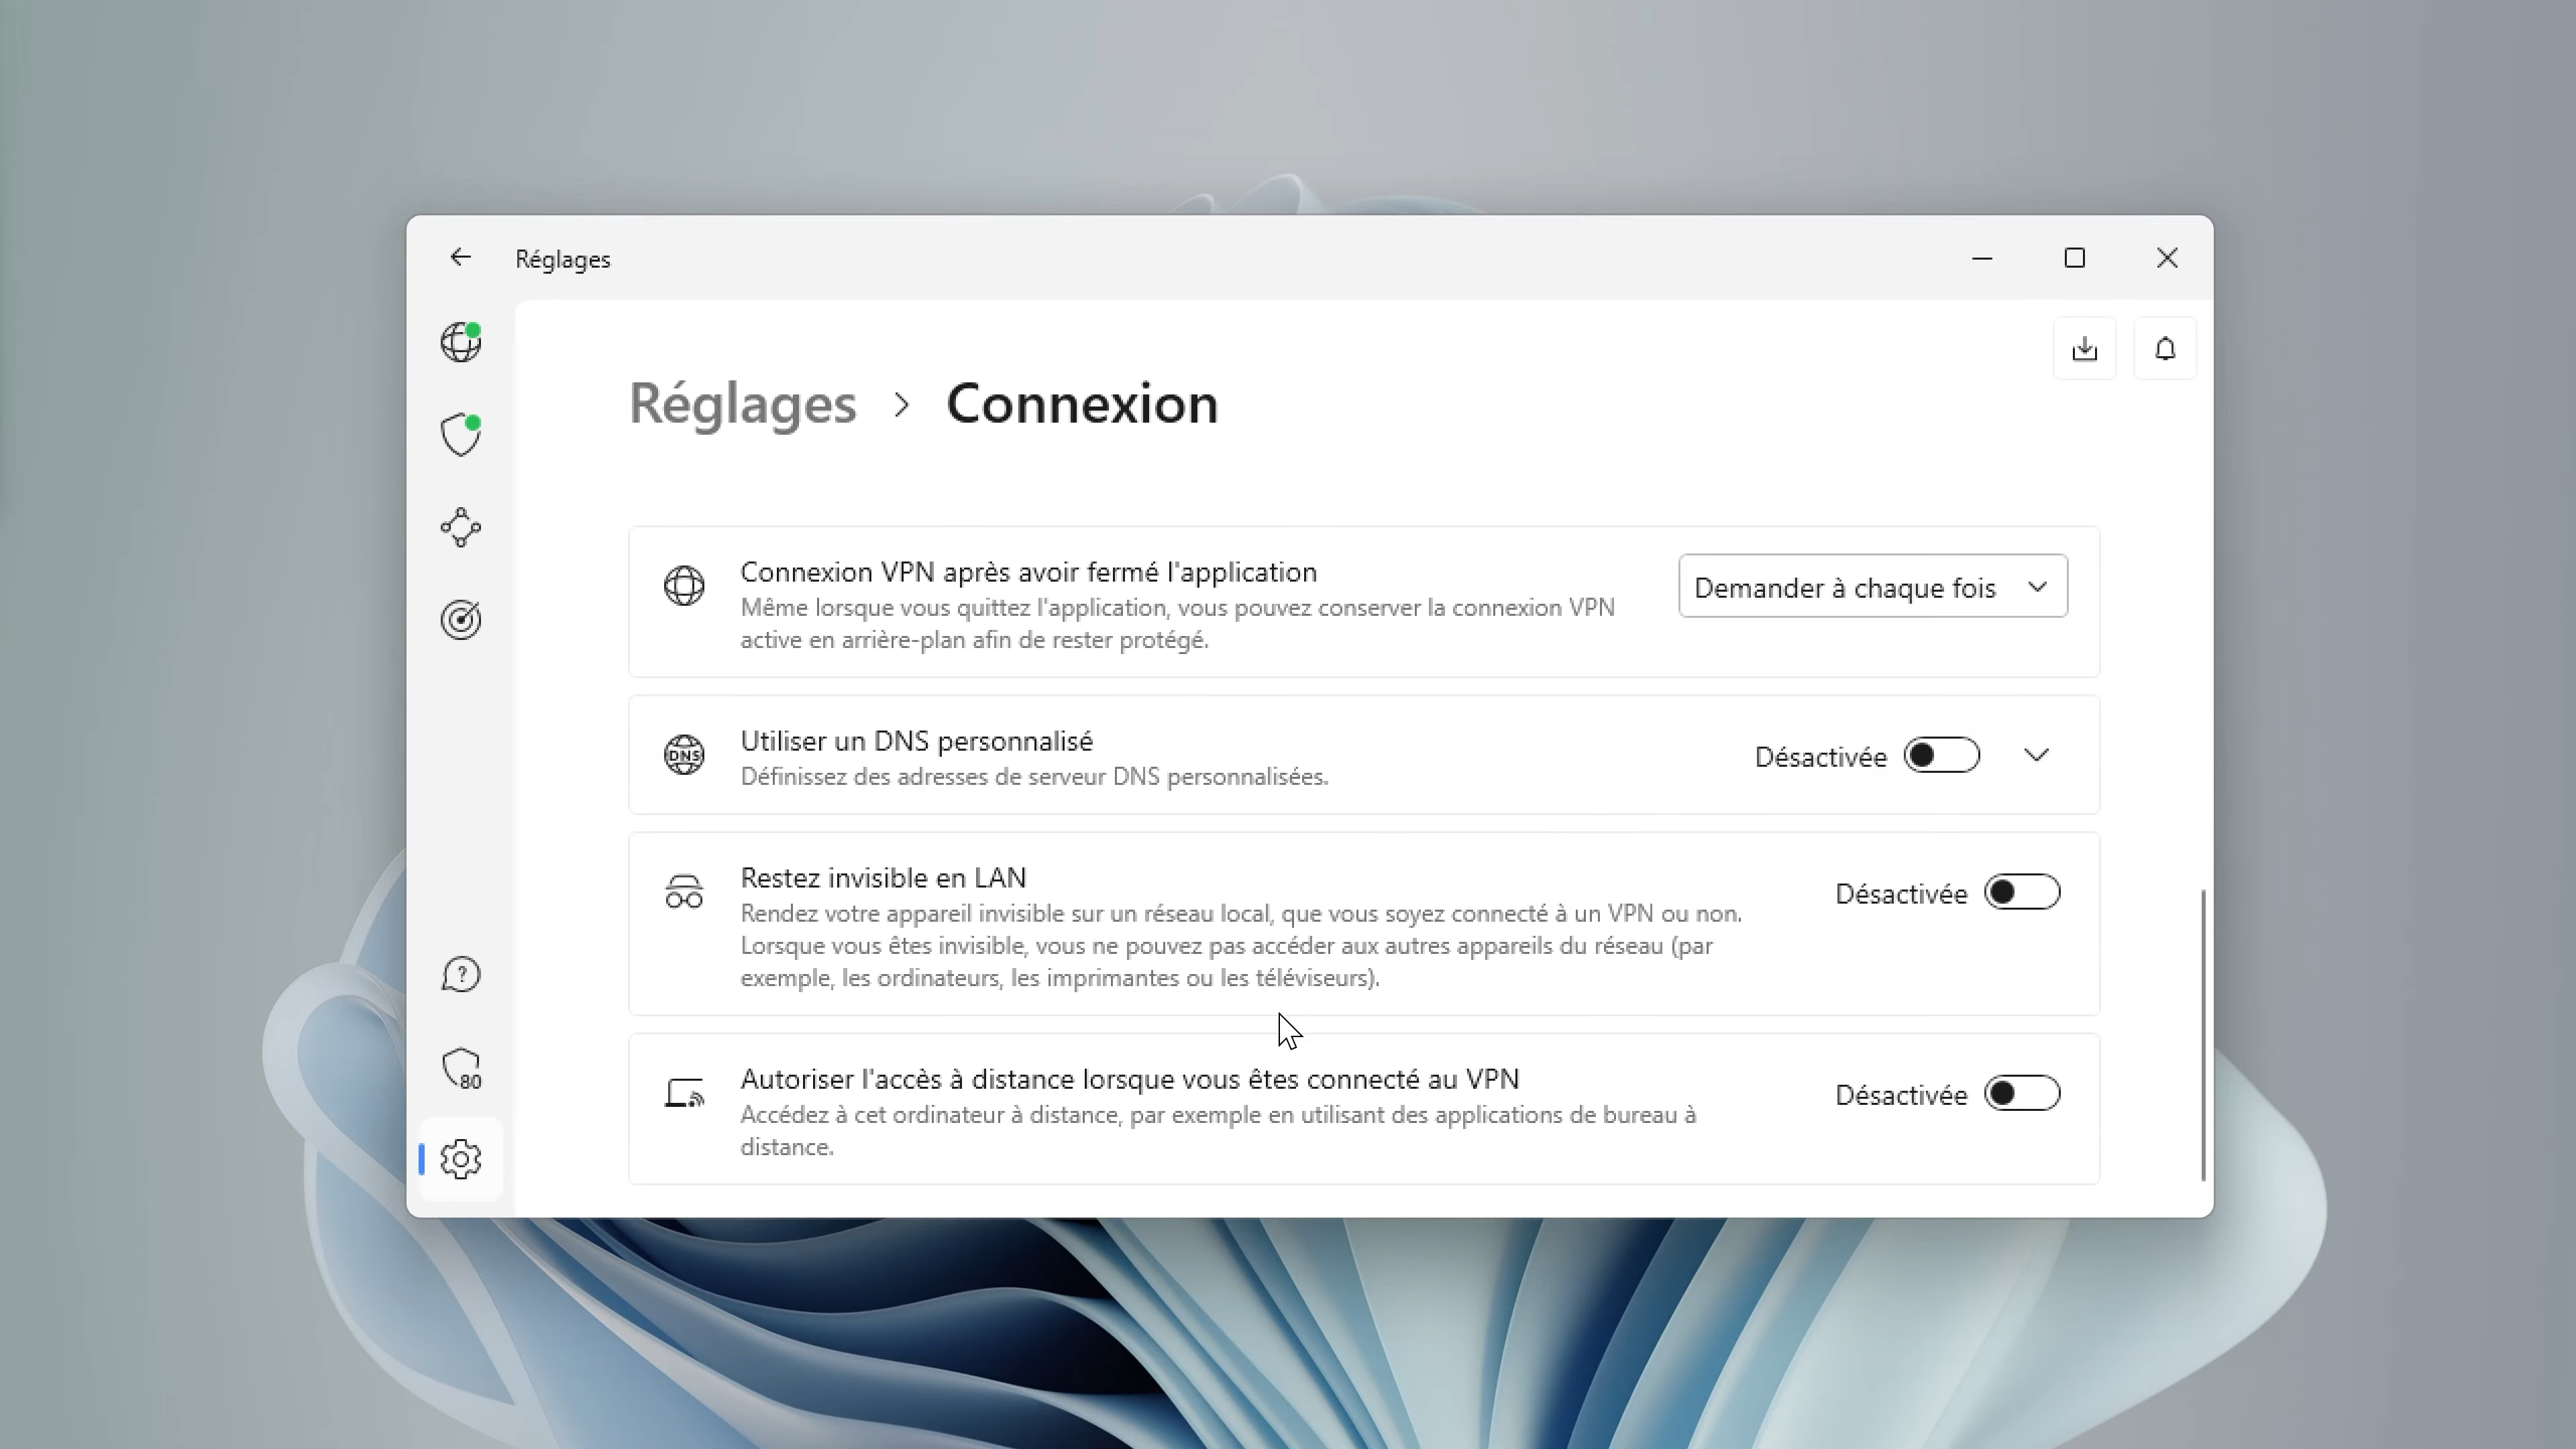 Réglages
Réglages > Connexion
Connexion VPN après avoir fermé l'application
Même lorsque vous quittez l'application, vous pouvez conserver la connexion VPN
active en arrière-plan afin de rester protégé.
Demander à chaque fois
DNS
Utiliser un DNS personnalisé
Définissez des adresses de serveur DNS personnalisées.
Désactivée
Restez invisible en LAN
Rendez votre appareil invisible sur un réseau local, que vous soyez connecté à un VPN ou non.
Lorsque vous êtes invisible, vous ne pouvez pas accéder aux autres appareils du réseau (par
exemple, les ordinateurs, les imprimantes ou les téléviseurs).
Désactivée
Autoriser l'accès à distance lorsque vous êtes connecté au VPN
Accédez à cet ordinateur à distance, par exemple en utilisant des applications de bureau à
distance.
Désactivée
?
80